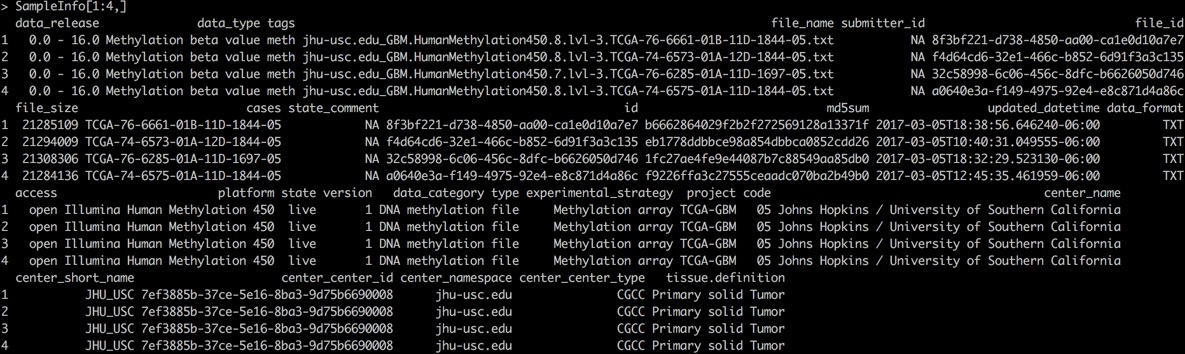 > SampleInfo[1:4,]
data_release data_type tags file_name submitter_id file_id
1 0.0 - 16.0 Methylation beta value meth jhu-usc.edu_GBM.HumanMethylation450.8.lvl-3.TCGA-76-6661-01B-11D-1844-05.txt NA 8f3bf221-d738-4850-aa00-ca1e0d10a7e7
2 0.0 - 16.0 Methylation beta value meth jhu-usc.edu_GBM.HumanMethylation450.8.lvl-3.TCGA-74-6573-01A-12D-1844-05.txt NA f4d64cd6-32e1-466c-b852-6d91f3a3c135
3 0.0 - 16.0 Methylation beta value meth jhu-usc.edu_GBM.HumanMethylation450.7.lvl-3.TCGA-76-6285-01A-11D-1697-05.txt NA 32c58998-6c06-456c-8dfc-b6626050d746
4 0.0 - 16.0 Methylation beta value meth jhu-usc.edu_GBM.HumanMethylation450.8.lvl-3.TCGA-74-6575-01A-11D-1844-05.txt NA a0640e3a-f149-4975-92e4-e8c871d4a86c
file_size cases state_comment id md5sum updated_datetime data_format
1 21285109 TCGA-76-6661-01B-11D-1844-05 NA 8f3bf221-d738-4850-aa00-ca1e0d10a7e7 b6662864029f2b2f272569128a13371f 2017-03-05T18:38:56.646240-06:00 TXT
2 21294009 TCGA-74-6573-01A-12D-1844-05 NA f4d64cd6-32e1-466c-b852-6d91f3a3c135 eb1778ddbbce98a854dbbca0852cdd26 2017-03-05T10:40:31.049555-06:00 TXT
3 21308306 TCGA-76-6285-01A-11D-1697-05 NA 32c58998-6c06-456c-8dfc-b6626050d746 1fc27ae4fe9e44087b7c88549aa85db0 2017-03-05T18:32:29.523130-06:00 TXT
4 21284136 TCGA-74-6575-01A-11D-1844-05 NA a0640e3a-f149-4975-92e4-e8c871d4a86c f9226ffa3c27555ceaadc070ba2b49b0 2017-03-05T12:45:35.461959-06:00 TXT
access platform state version data_category type experimental_strategy project code center_name
1 open Illumina Human Methylation 450 live 1 DNA methylation file Methylation array TCGA-GBM 05 Johns Hopkins / University of Southern California
2 open Illumina Human Methylation 450 live 1 DNA methylation file Methylation array TCGA-GBM 05 Johns Hopkins / University of Southern California
3 open Illumina Human Methylation 450 live 1 DNA methylation file Methylation array TCGA-GBM 05 Johns Hopkins / University of Southern California
4 open Illumina Human Methylation 450 live 1 DNA methylation file Methylation array TCGA-GBM 05 Johns Hopkins / University of Southern California
center_short_name center_center_id center_namespace center_center_type tissue.definition
1 JHU_USC 7ef3885b-37ce-5e16-8ba3-9d75b6690008 jhu-usc.edu CGCC Primary solid Tumor
2 JHU_USC 7ef3885b-37ce-5e16-8ba3-9d75b6690008 jhu-usc.edu CGCC Primary solid Tumor
3 JHU_USC 7ef3885b-37ce-5e16-8ba3-9d75b6690008 jhu-usc.edu CGCC Primary solid Tumor
4 JHU_USC 7ef3885b-37ce-5e16-8ba3-9d75b6690008 jhu-usc.edu CGCC Primary solid Tumor